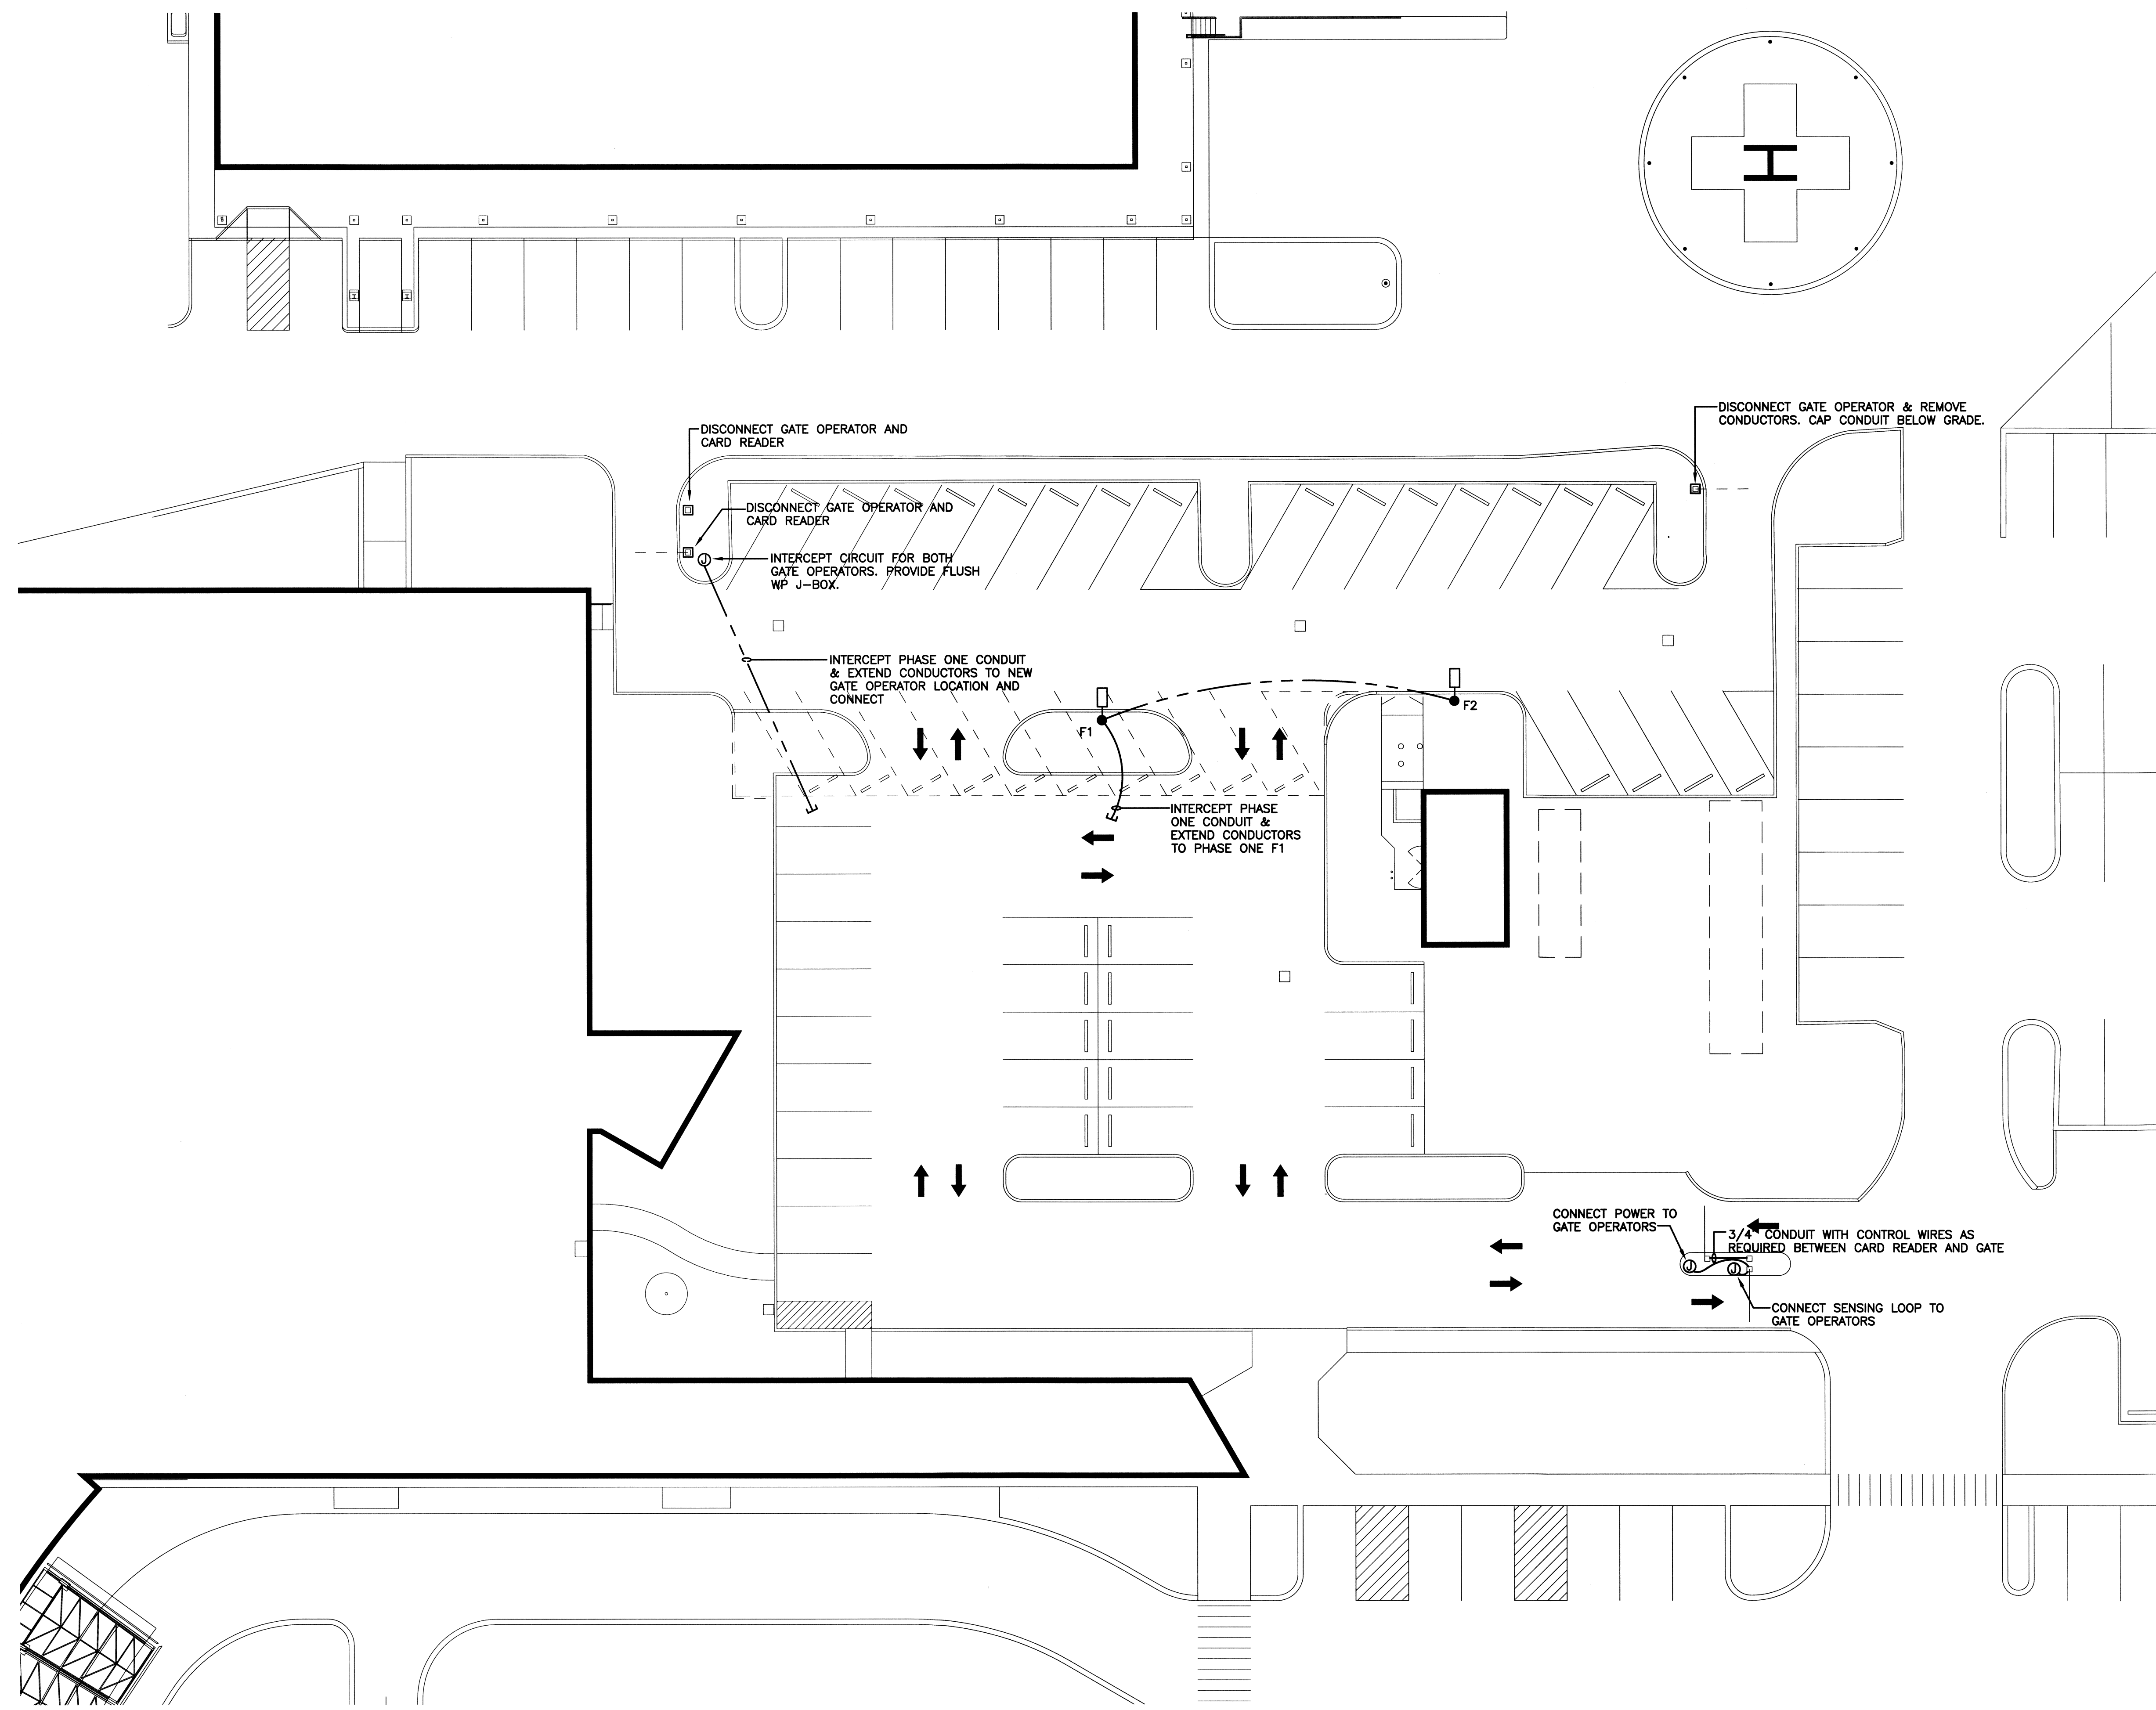 H
DISCONNECT GATE OPERATOR & REMOVE
CONDUCTORS. CAP CONDUIT BELOW GRADE.
DISCONNECT GATE OPERATOR AND
CARD READER
DISCONNECT GATE OPERATOR AND
CARD READER
J
INTERCEPT CIRCUIT FOR BOTH
GATE OPERATORS. PROVIDE FLUSH
WP J-BOX.
INTERCEPT PHASE ONE CONDUIT
& EXTEND CONDUCTORS TO NEW
GATE OPERATOR LOCATION AND
CONNECT
F1
F2
INTERCEPT PHASE
ONE CONDUIT &
EXTEND CONDUCTORS
TO PHASE ONE F1
CONNECT POWER TO
GATE OPERATORS
3/4" CONDUIT WITH CONTROL WIRES AS
REQUIRED BETWEEN CARD READER AND GATE
J
J
CONNECT SENSING LOOP TO
GATE OPERATORS